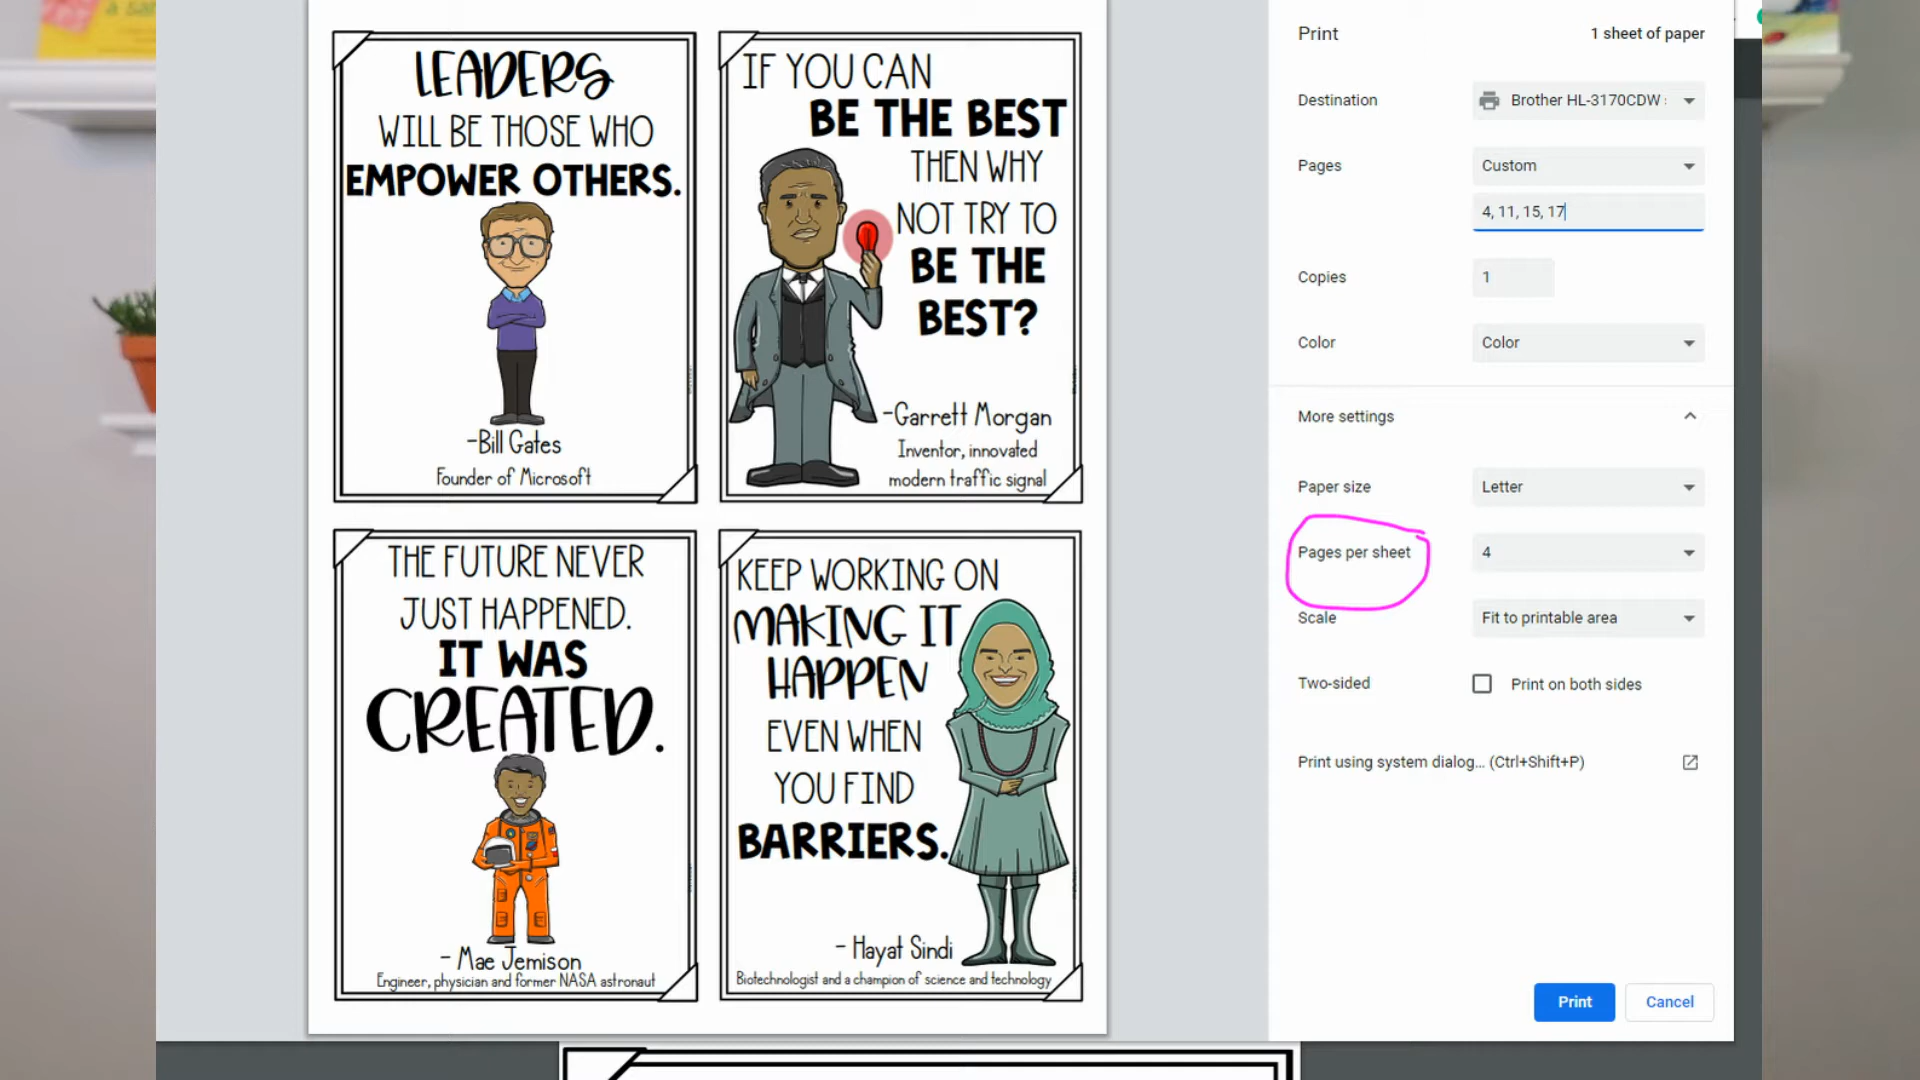 LEADERS
WILL BE THOSE WHO
EMPOWER OTHERS.
-Bill Gates
Founder of Microsoft
IF YOU CAN
BE THE BEST
THEN WHY
NOT TRY TO
BE THE
BEST?
-Garrett Morgan
Inventor, innovated
modern traffic signal
THE FUTURE NEVER
JUST HAPPENED.
IT WAS
CREATED.
- Mae Jemison
Engineer, physician and former NASA astronaut
KEEP WORKING ON
MAKING IT
HAPPEN
EVEN WHEN
YOU FIND
BARRIERS.
- Hayat Sindi
Biotechnologist and a champion of science and technology
Print 1 sheet of paper
Destination Brother HL-3170CDW
Pages Custom
4, 11, 15, 17
Copies 1
Color Color
More settings
Paper size Letter
Pages per sheet 4
Scale Fit to printable area
Two-sided Print on both sides
Print using system dialog... (Ctrl+Shift+P)
Print Cancel